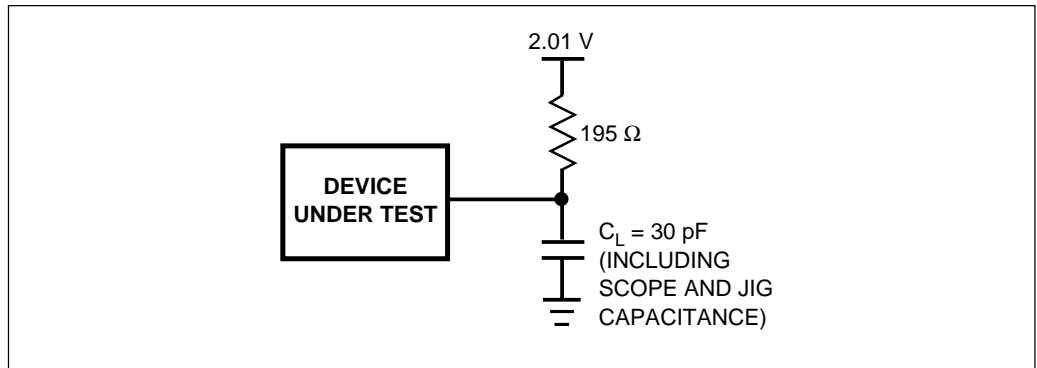 2.01 V
195 Ω
DEVICE
UNDER TEST
C_L = 30 pF
(INCLUDING
SCOPE AND JIG
CAPACITANCE)